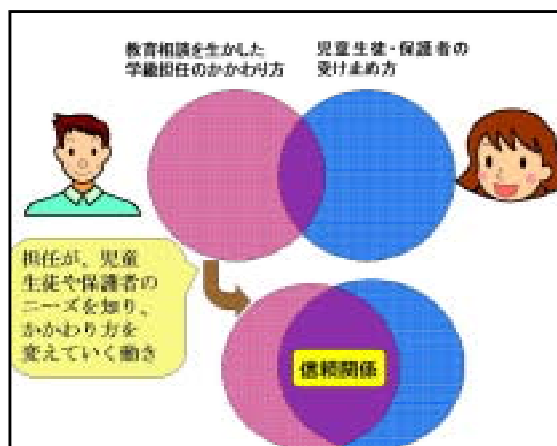 教育相談を生かした
学級担任のかかわり方
児童生徒・保護者の
受け止め方
担任が、児童
生徒や保護者の
ニーズを知り、
かかわり方を
変えていく働き
信頼関係